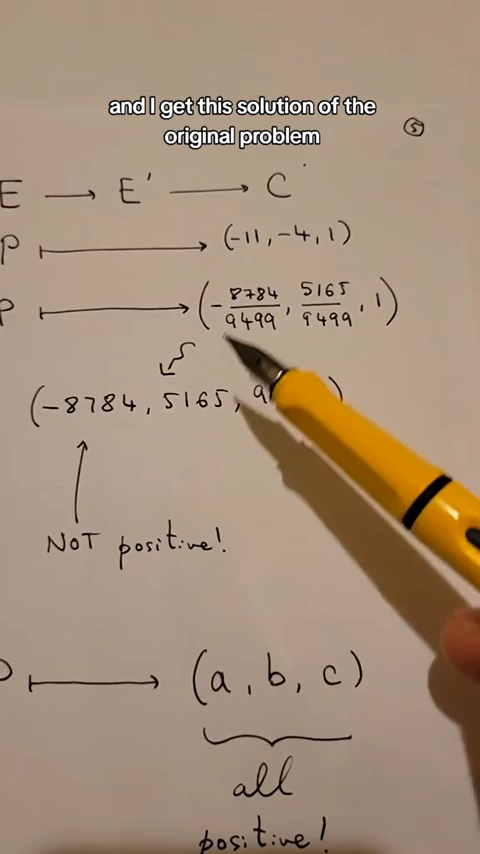 and I get this solution of the
original problem
⑤
E → E' → C
P ↦ (-11, -4, 1)
P ↦ (-8784/9499, 5165/9499, 1)
(-8784, 5165, 9
NOT positive!
↦ (a, b, c)
all
positive!